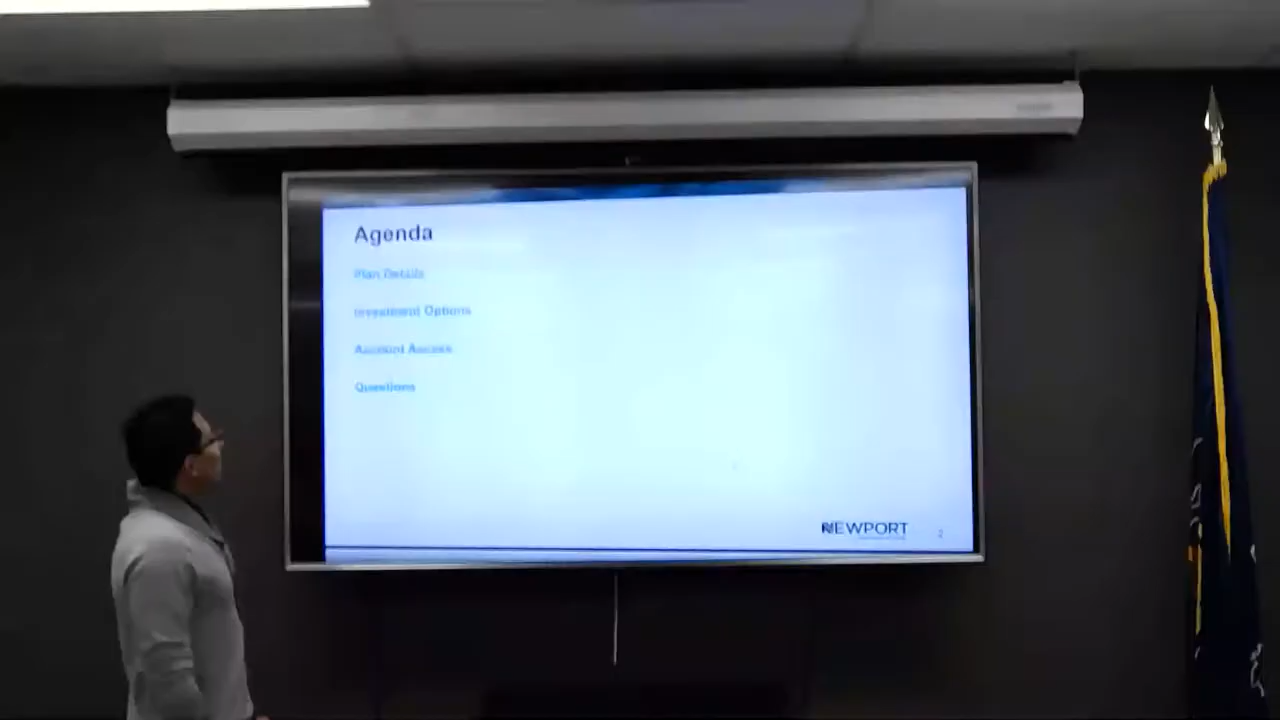 Agenda
Plan Details
Investment Options
Account Access
Questions
NEWPORT
2